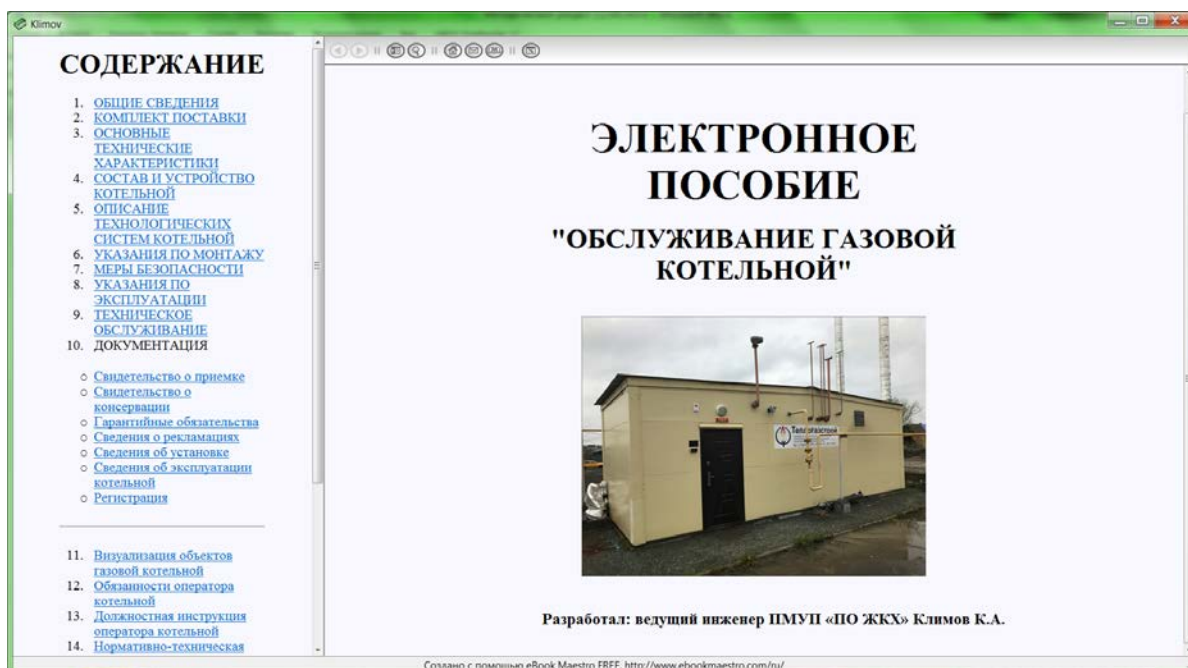 Klimov
СОДЕРЖАНИЕ
1. ОБЩИЕ СВЕДЕНИЯ
2. КОМПЛЕКТ ПОСТАВКИ
3. ОСНОВНЫЕ
ТЕХНИЧЕСКИЕ
ХАРАКТЕРИСТИКИ
4. СОСТАВ И УСТРОЙСТВО
КОТЕЛЬНОЙ
5. ОПИСАНИЕ
ТЕХНОЛОГИЧЕСКИХ
СИСТЕМ КОТЕЛЬНОЙ
6. УКАЗАНИЯ ПО МОНТАЖУ
7. МЕРЫ БЕЗОПАСНОСТИ
8. УКАЗАНИЯ ПО
ЭКСПЛУАТАЦИИ
9. ТЕХНИЧЕСКОЕ
ОБСЛУЖИВАНИЕ
10. ДОКУМЕНТАЦИЯ
Свидетельство о приемке
Свидетельство о
консервации
Гарантийные обязательства
Сведения о рекламациях
Сведения об установке
Сведения об эксплуатации
котельной
Регистрация
11. Визуализация объектов
газовой котельной
12. Обязанности оператора
котельной
13. Должностная инструкция
оператора котельной
14. Нормативно-техническая
ЭЛЕКТРОННОЕ
ПОСОБИЕ
"ОБСЛУЖИВАНИЕ ГАЗОВОЙ
КОТЕЛЬНОЙ"
Теплогазстрой
Разработал: ведущий инженер ПМУП «ПО ЖКХ» Климов К.А.
Создано с помощью eBook Maestro FREE http://www.ebookmaestro.com/ru/